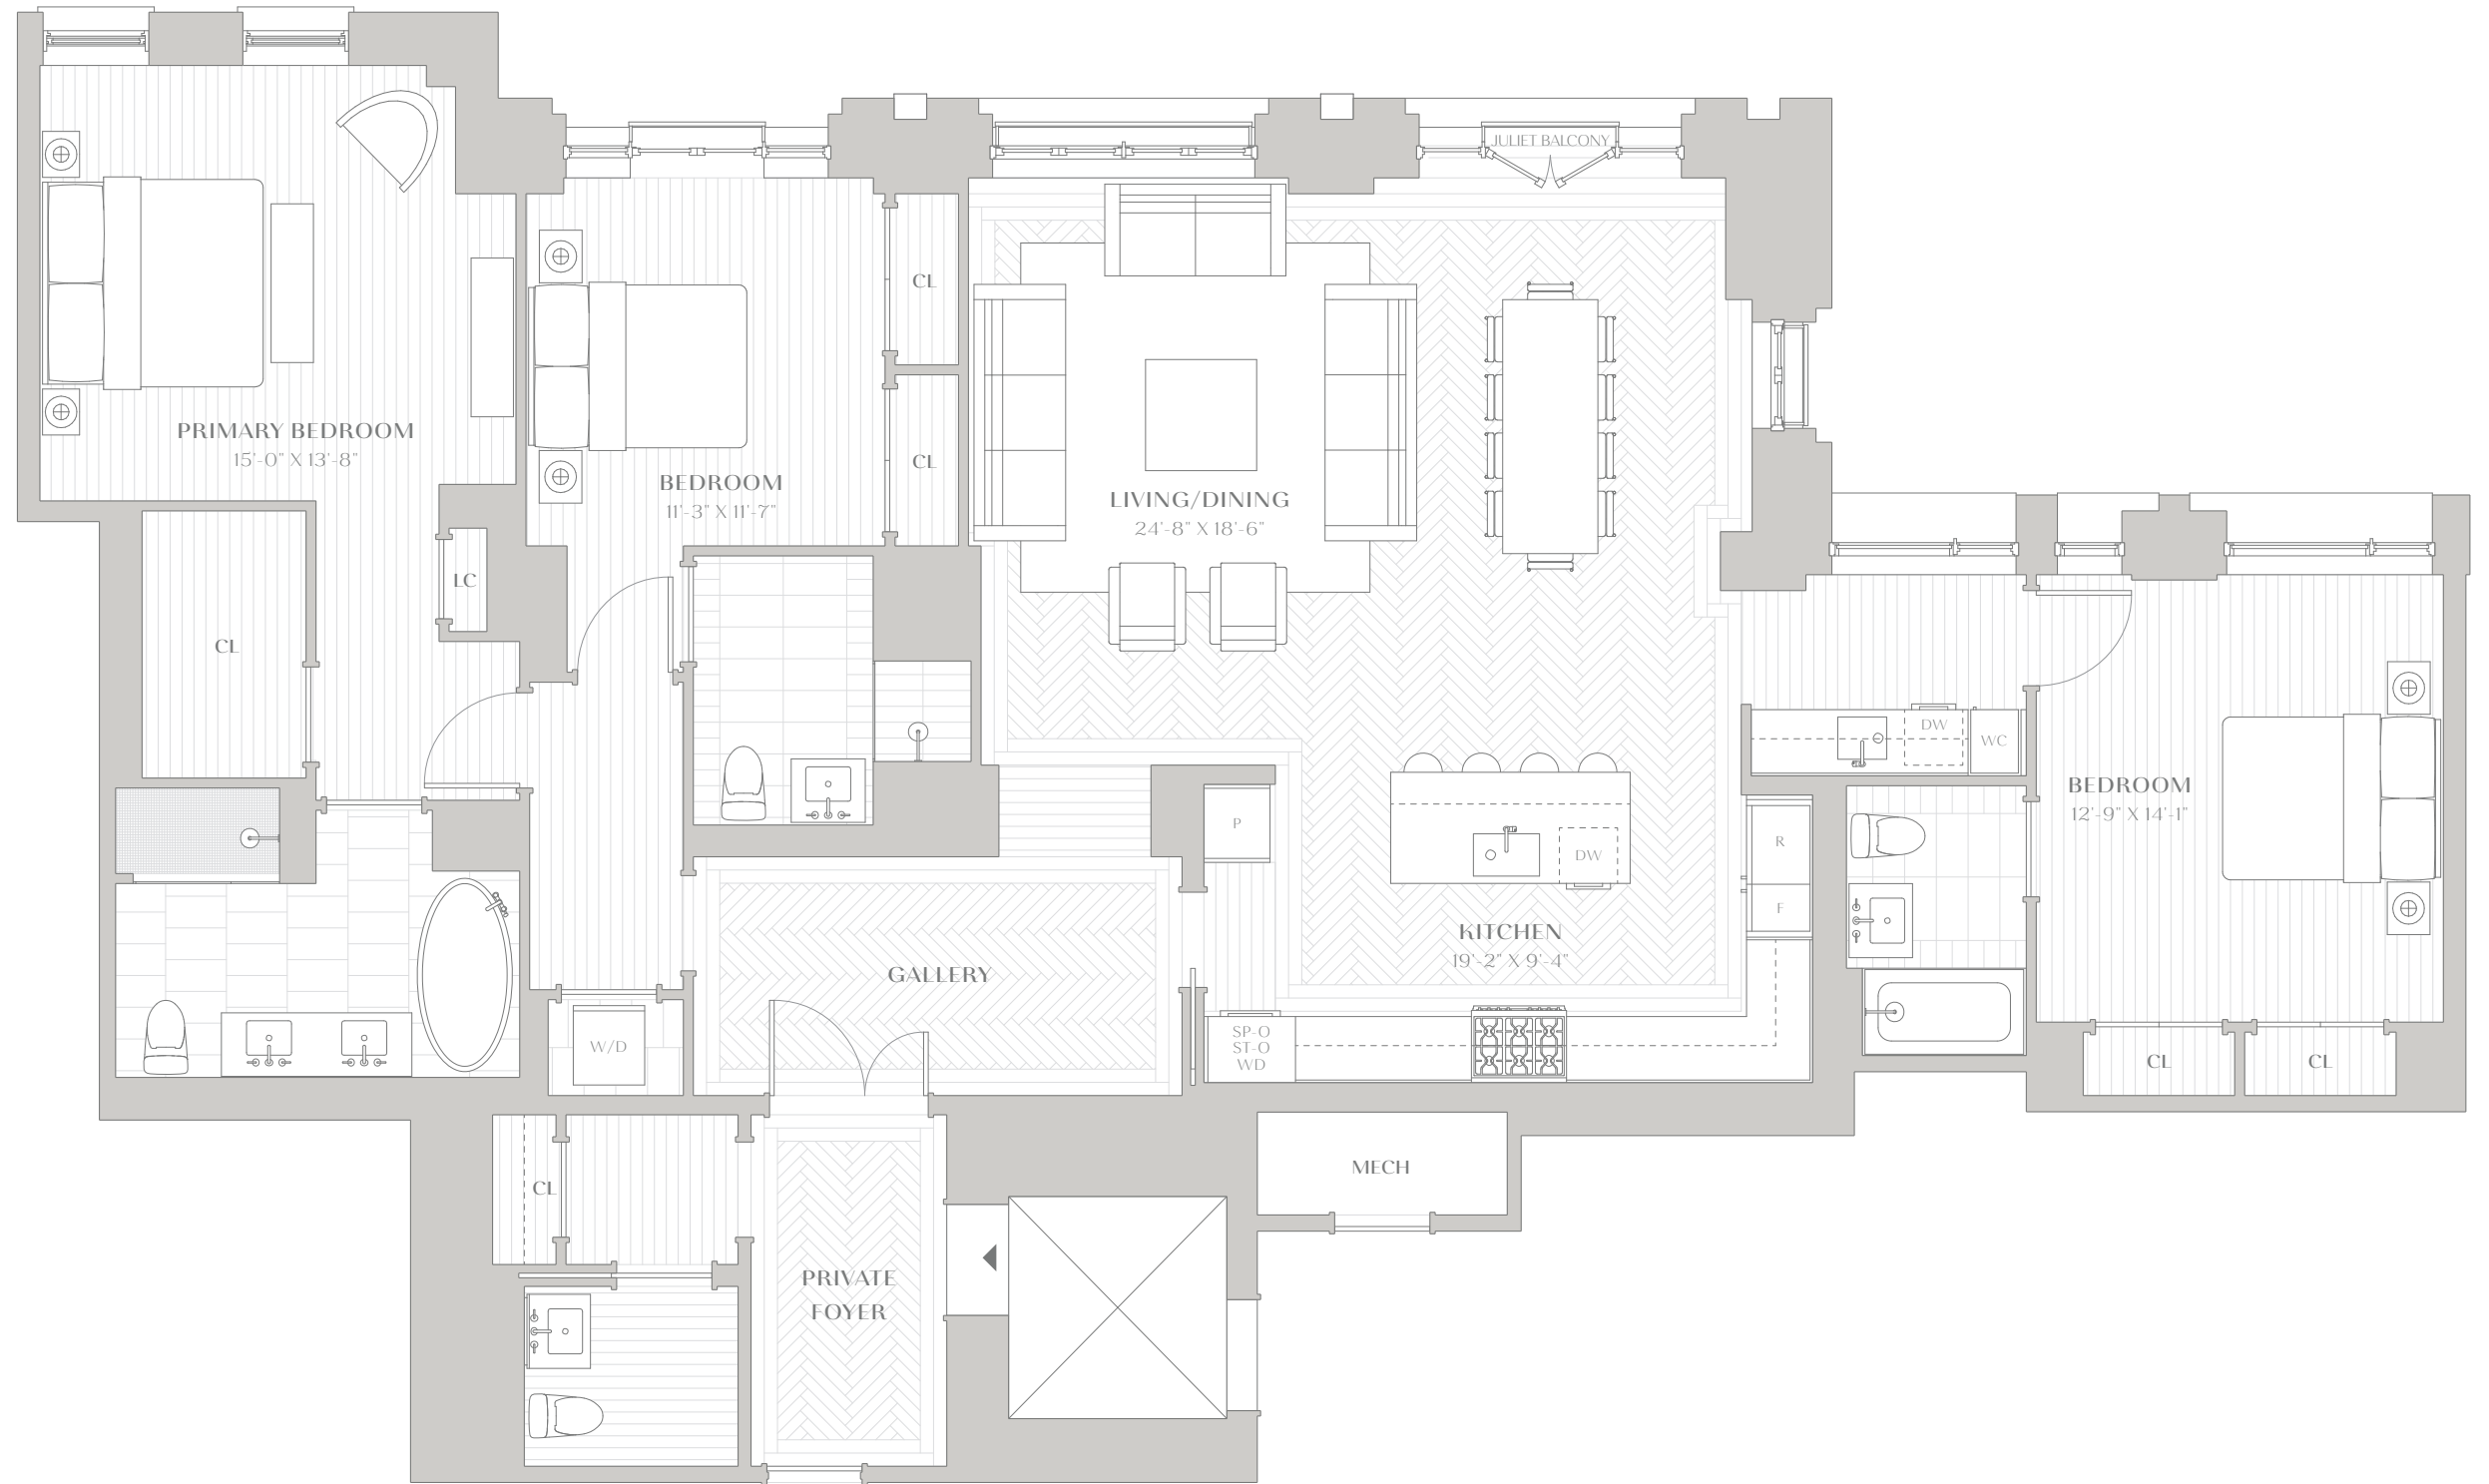 JULIET BALCONY
CL
PRIMARY BEDROOM
15'-0" X 13'-8"
CL
BEDROOM
11'-3" X 11'-7"
LIVING/DINING
24'-8" X 18'-6"
LC
CL
DW
WC
BEDROOM
12'-9" X 14'-1"
P
R
DW
F
KITCHEN
19'-2" X 9'-4"
GALLERY
W/D
SP-O
ST-O
WD
CL
CL
MECH
CL
PRIVATE
FOYER